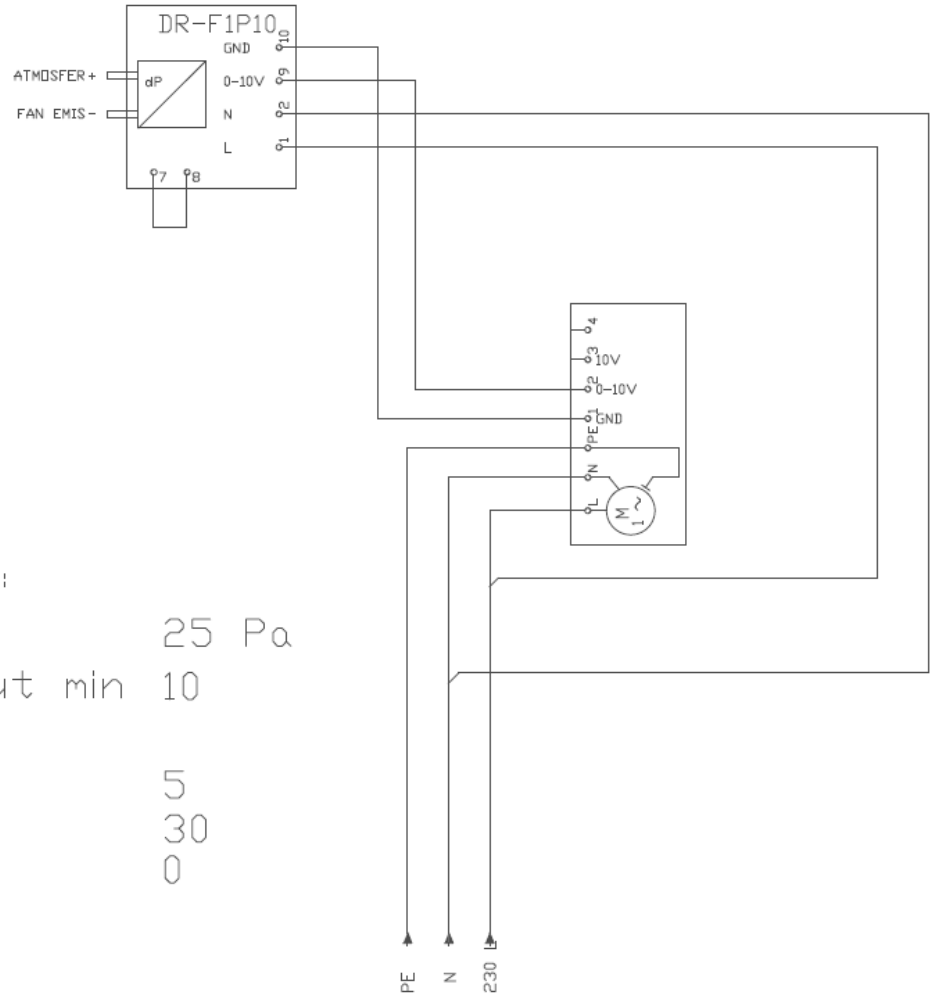 DR-F1P10
GND 10
ATMOSFER+ dP 0-10V 9
FAN EMIS- N 2
L 1
7 8
4
3 10V
2 0-10V
1 GND
PE
N
L M 1 ~
:
25 Pa
ut min 10
5
30
0
PE N 230 L